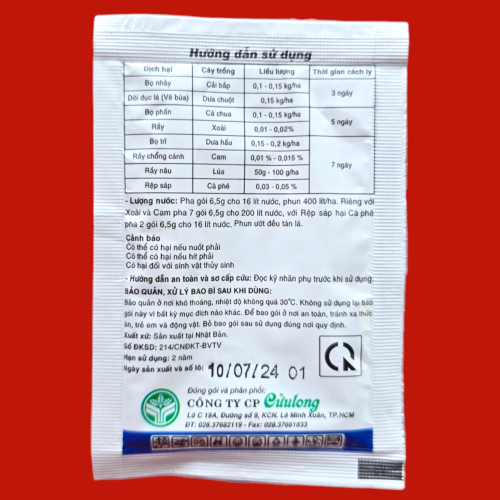 Hướng dẫn sử dụng
Dịch hại Cây trồng Liều lượng Thời gian cách ly
Bọ nhảy Cải bắp 0,1 - 0,15 kg/ha 3 ngày
Dòi đục lá (Vẽ bùa) Dưa chuột 0,15 kg/ha
Bọ phấn Cà chua 0,1 - 0,15 kg/ha 5 ngày
Rầy Xoài 0,01 - 0,02%
Bọ trĩ Dưa hấu 0,15 - 0,2 kg/ha 7 ngày
Rầy chổng cánh Cam 0,01 % - 0,015 %
Rầy nâu Lúa 50g - 100 g/ha
Rệp sáp Cà phê 0,03 - 0,05 %
- Lượng nước: Pha gói 6,5g cho 16 lít nước, phun 400 lít/ha. Riêng với
Xoài và Cam pha 7 gói 6,5g cho 200 lít nước, với Rệp sáp hại Cà phê
pha 2 gói 6,5g cho 16 lít nước. Phun ướt đều tán lá.
Cảnh báo
Có thể có hại nếu nuốt phải
Có thể có hại nếu hít phải
Có hại đối với sinh vật thủy sinh
- Hướng dẫn an toàn và sơ cấp cứu: Đọc kỹ nhãn phụ trước khi sử dụng.
BẢO QUẢN, XỬ LÝ BAO BÌ SAU KHI DÙNG:
Bảo quản ở nơi khô thoáng, nhiệt độ không quá 30°C. Không sử dụng lại bao
gói này vì bất kỳ mục đích nào khác. Để bao gói ở nơi an toàn, tránh xa thức
ăn, trẻ em và động vật. Bỏ bao gói sau sử dụng đúng nơi quy định.
Xuất xứ: Sản xuất tại Nhật Bản.
Số ĐKSD: 214/CNĐKT-BVTV
Hạn sử dụng: 2 năm
Ngày sản xuất và số lô: 10/07/24 01
Đóng gói và phân phối:
CÔNG TY CP Cửulong
Lô C 19A, Đường số 9, KCN. Lê Minh Xuân, TP.HCM
ĐT: 028.37662119 - Fax: 028.37661033